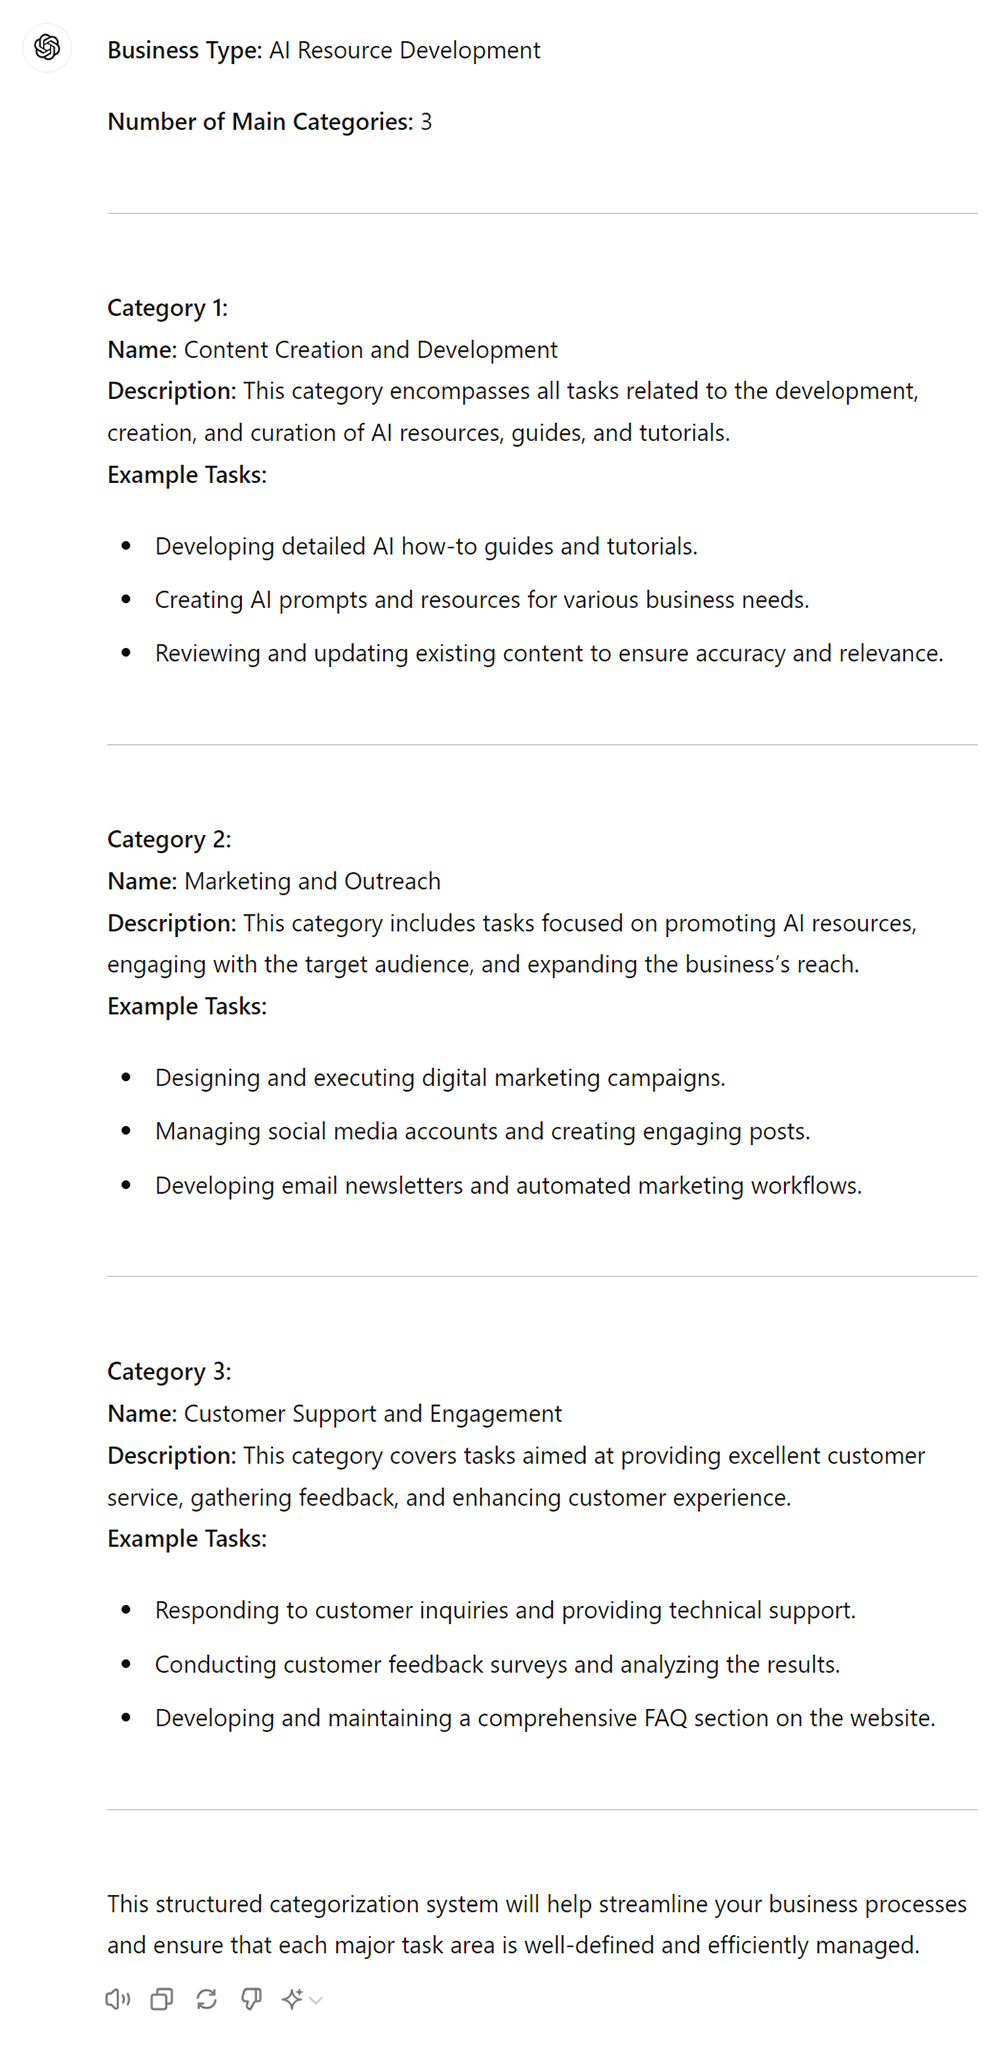 Business Type: AI Resource Development
Number of Main Categories: 3
Category 1:
Name: Content Creation and Development
Description: This category encompasses all tasks related to the development,
creation, and curation of AI resources, guides, and tutorials.
Example Tasks:
• Developing detailed AI how-to guides and tutorials.
• Creating AI prompts and resources for various business needs.
• Reviewing and updating existing content to ensure accuracy and relevance.
Category 2:
Name: Marketing and Outreach
Description: This category includes tasks focused on promoting AI resources,
engaging with the target audience, and expanding the business’s reach.
Example Tasks:
• Designing and executing digital marketing campaigns.
• Managing social media accounts and creating engaging posts.
• Developing email newsletters and automated marketing workflows.
Category 3:
Name: Customer Support and Engagement
Description: This category covers tasks aimed at providing excellent customer
service, gathering feedback, and enhancing customer experience.
Example Tasks:
• Responding to customer inquiries and providing technical support.
• Conducting customer feedback surveys and analyzing the results.
• Developing and maintaining a comprehensive FAQ section on the website.
This structured categorization system will help streamline your business processes
and ensure that each major task area is well-defined and efficiently managed.